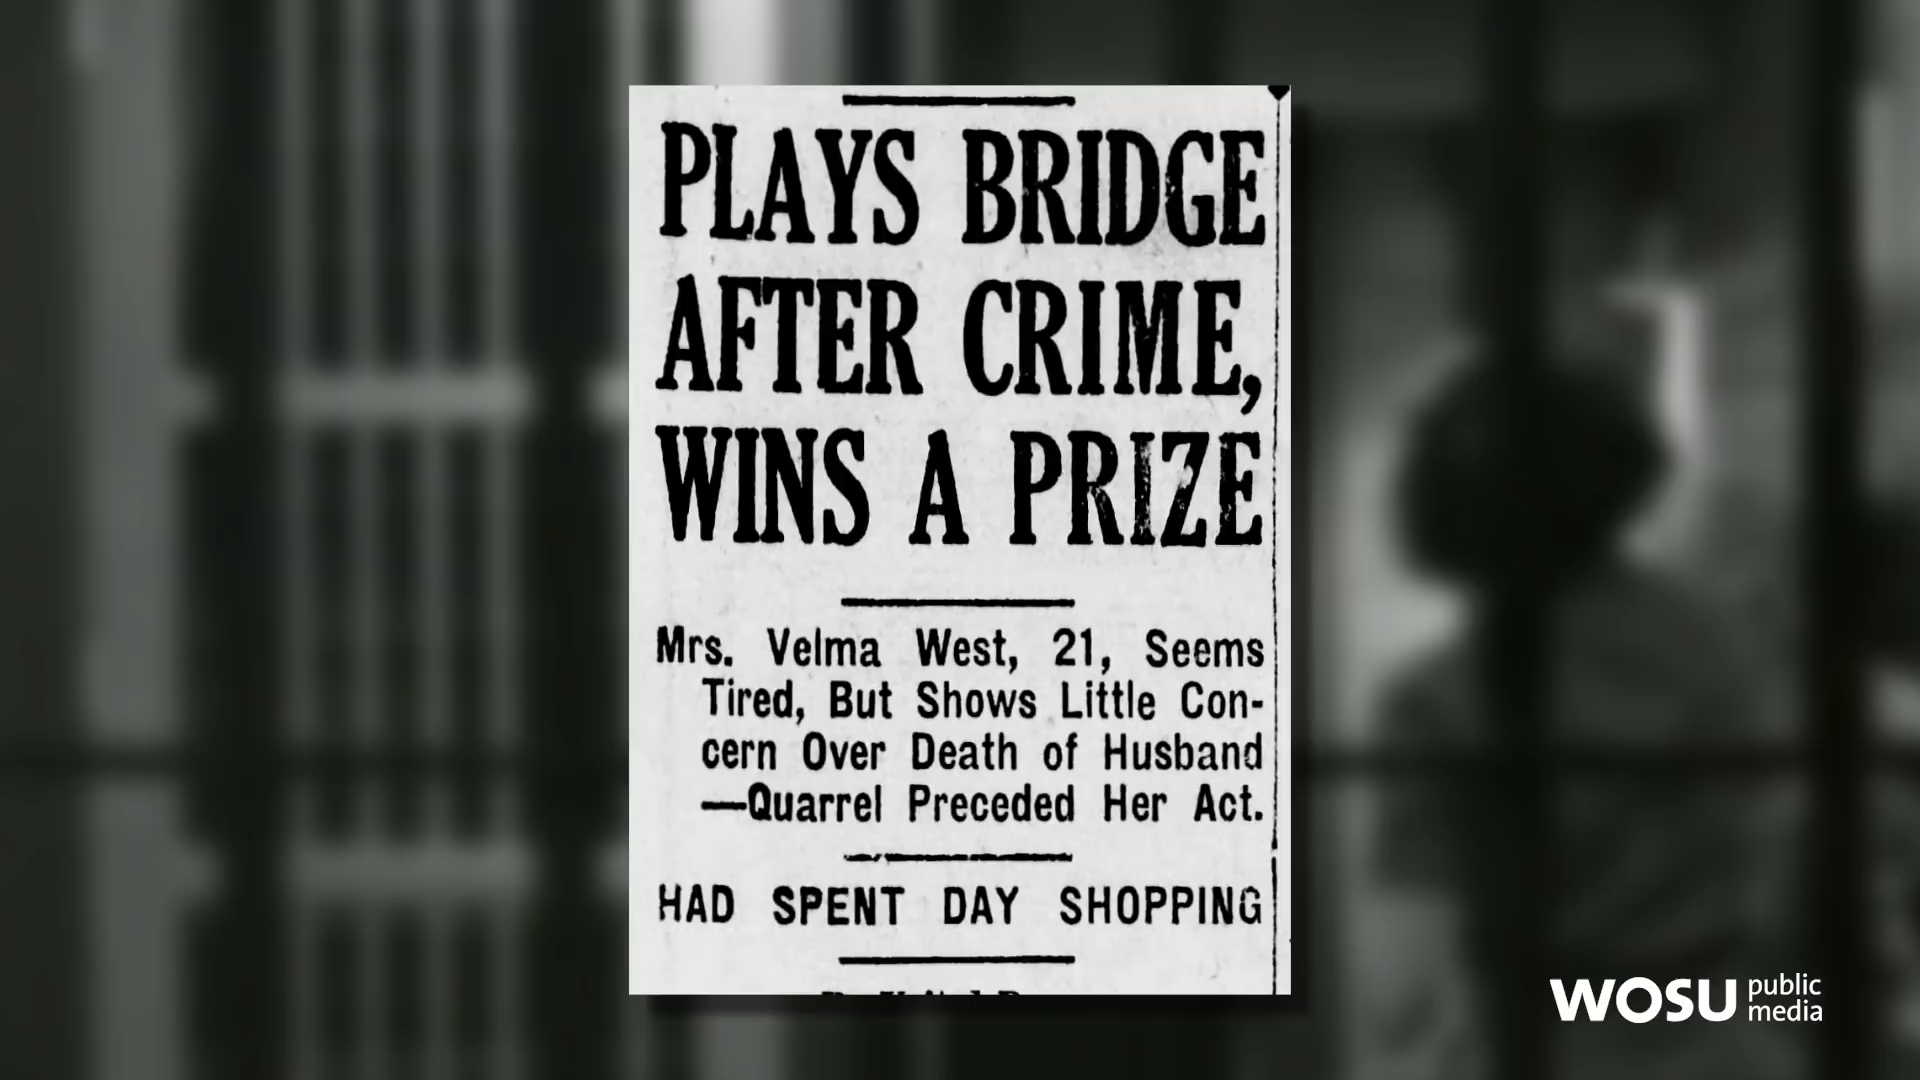 PLAYS BRIDGE
AFTER CRIME,
WINS A PRIZE
Mrs. Velma West, 21, Seems
Tired, But Shows Little Con-
cern Over Death of Husband
—Quarrel Preceded Her Act.
HAD SPENT DAY SHOPPING
WOSU public
media